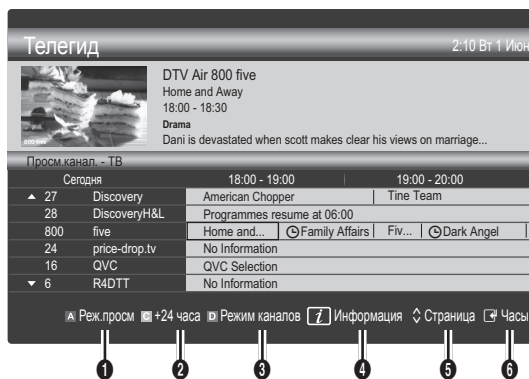 Телегид
2:10 Вт 1 Июн
DTV Air 800 five
Home and Away
18:00 - 18:30
Drama
Dani is devastated when scott makes clear his views on marriage...
800 five
Просм.канал. - ТВ
Сегодня 18:00 - 19:00 19:00 - 20:00
▲ 27 Discovery American Chopper Tine Team
28 DiscoveryH&L Programmes resume at 06:00
800 five Home and... Family Affairs Fiv... Dark Angel
24 price-drop.tv No Information
16 QVC QVC Selection
▼ 6 R4DTT No Information
A Реж.просм C +24 часа D Режим каналов i Информация Страница Часы
1 2 3 4 5 6